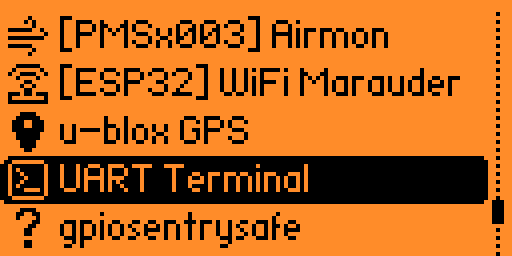 [PMSx003] Airmon
[ESP32] WiFi Marauder
u-blox GPS
UART Terminal
gpiosentrysafe